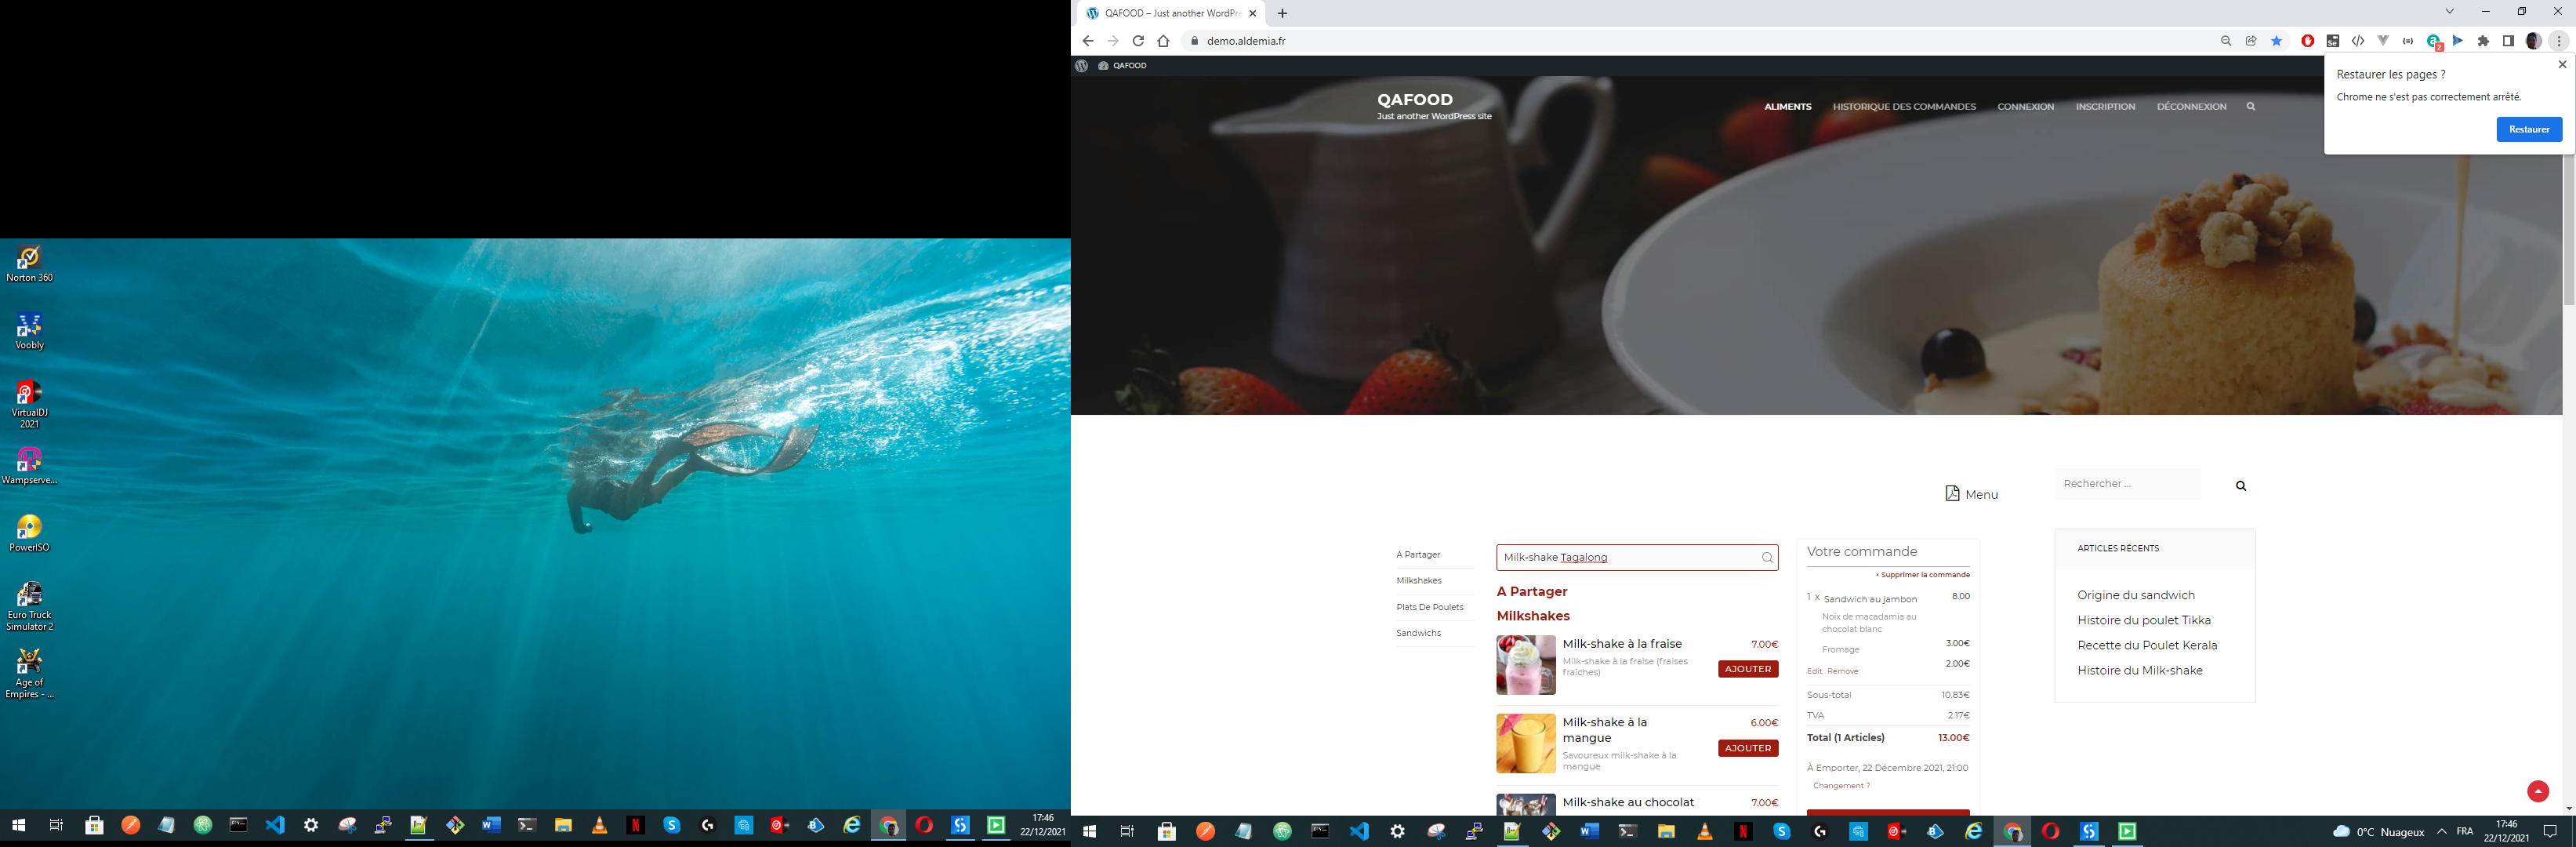 Norton 360
Voobly
VirtualDJ
2021
Wampserve...
PowerISO
Euro Truck
Simulator 2
Age of
Empires - ...
17:46
22/12/2021
QAFOOD – Just another WordPre
demo.aldemia.fr
2
QAFOOD
Restaurer les pages ?
Chrome ne s'est pas correctement arrêté.
Restaurer
QAFOOD
Just another WordPress site
ALIMENTS HISTORIQUE DES COMMANDES CONNEXION INSCRIPTION DÉCONNEXION
Menu
A Partager
Milkshakes
Plats De Poulets
Sandwichs
Milk-shake Tagalong
A Partager
Milkshakes
Milk-shake à la fraise 7.00€
Milk-shake à la fraise (fraises
fraîches)
AJOUTER
Milk-shake à la
mangue
6.00€
Savoureux milk-shake à la
mangue
AJOUTER
Milk-shake au chocolat 7.00€
Votre commande
× Supprimer la commande
1 x Sandwich au jambon 8.00
Noix de macadamia au
chocolat blanc
3.00€
Fromage
2.00€
Edit Remove
Sous-total 10.83€
TVA 2.17€
Total (1 Articles) 13.00€
À Emporter, 22 Décembre 2021, 21:00
Changement ?
Rechercher ...
ARTICLES RÉCENTS
Origine du sandwich
Histoire du poulet Tikka
Recette du Poulet Kerala
Histoire du Milk-shake
0°C Nuageux
FRA
17:46
22/12/2021